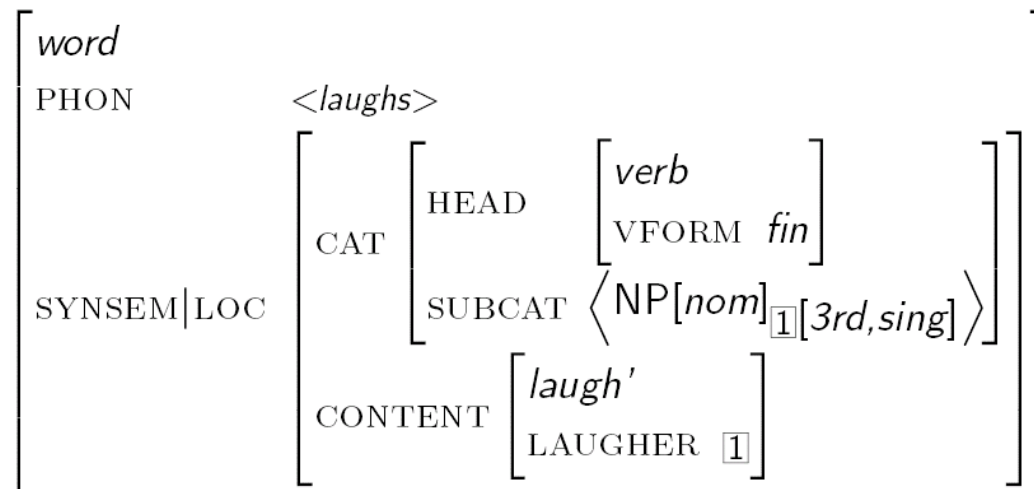 word
PHON <laughs>
HEAD verb
VFORM fin
CAT
SYNSEM|LOC
SUBCAT ⟨NP[nom]1[3rd,sing]⟩
CONTENT laugh'
LAUGHER 1